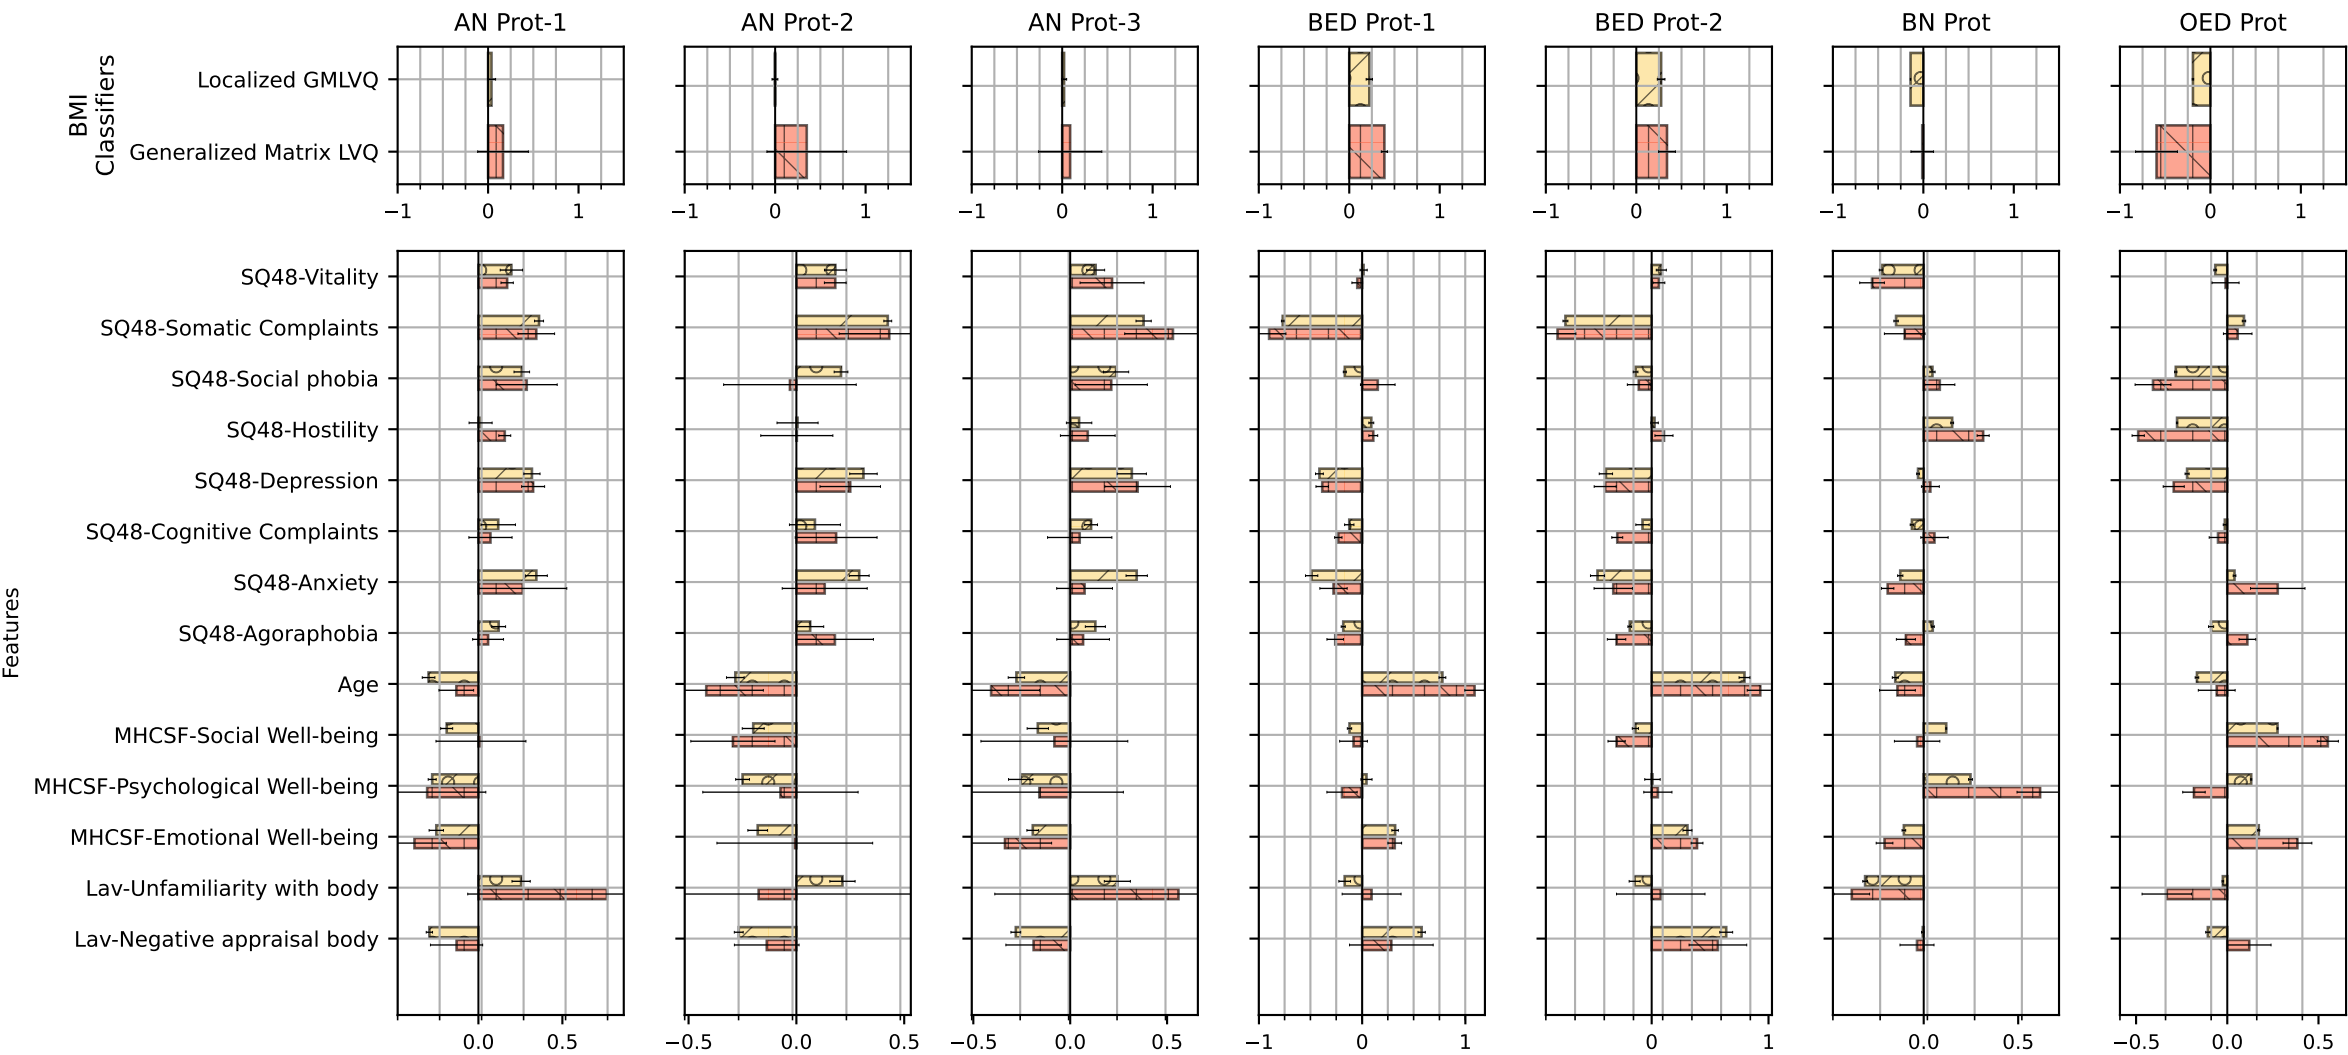 AN Prot-1
AN Prot-2
AN Prot-3
BED Prot-1
BED Prot-2
BN Prot
OED Prot
BMI
Classifiers
Localized GMLVQ
Generalized Matrix LVQ
−1 0 1
−1 0 1
−1 0 1
−1 0 1
−1 0 1
−1 0 1
−1 0 1
Features
SQ48-Vitality
SQ48-Somatic Complaints
SQ48-Social phobia
SQ48-Hostility
SQ48-Depression
SQ48-Cognitive Complaints
SQ48-Anxiety
SQ48-Agoraphobia
Age
MHCSF-Social Well-being
MHCSF-Psychological Well-being
MHCSF-Emotional Well-being
Lav-Unfamiliarity with body
Lav-Negative appraisal body
0.0 0.5
−0.5 0.0 0.5
−0.5 0.0 0.5
−1 0 1
0 1
0.0 0.5
−0.5 0.0 0.5